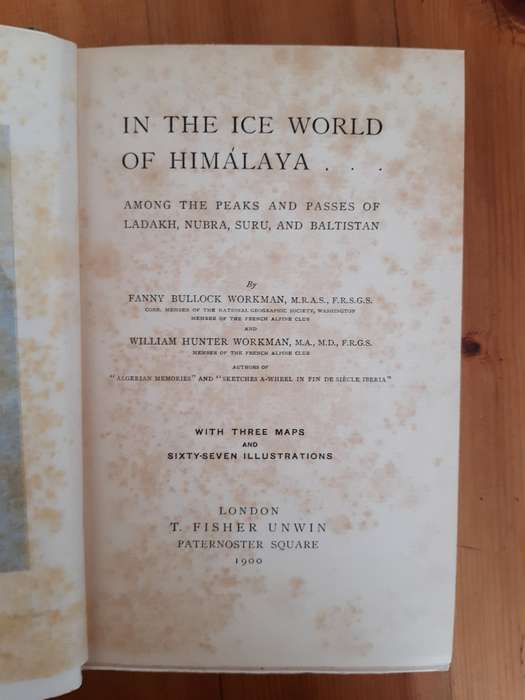 IN THE ICE WORLD
OF HIMÁLAYA . . .
AMONG THE PEAKS AND PASSES OF
LADAKH, NUBRA, SURU, AND BALTISTAN
By
FANNY BULLOCK WORKMAN, M.R.A.S., F.R.S.G.S.
CORR. MEMBER OF THE NATIONAL GEOGRAPHIC SOCIETY, WASHINGTON
MEMBER OF THE FRENCH ALPINE CLUB
AND
WILLIAM HUNTER WORKMAN, M.A., M.D., F.R.G.S.
MEMBER OF THE FRENCH ALPINE CLUB
AUTHORS OF
"ALGERIAN MEMORIES" AND "SKETCHES A-WHEEL IN FIN DE SIÈCLE IBERIA"
WITH THREE MAPS
AND
SIXTY-SEVEN ILLUSTRATIONS
LONDON
T. FISHER UNWIN
PATERNOSTER SQUARE
1900